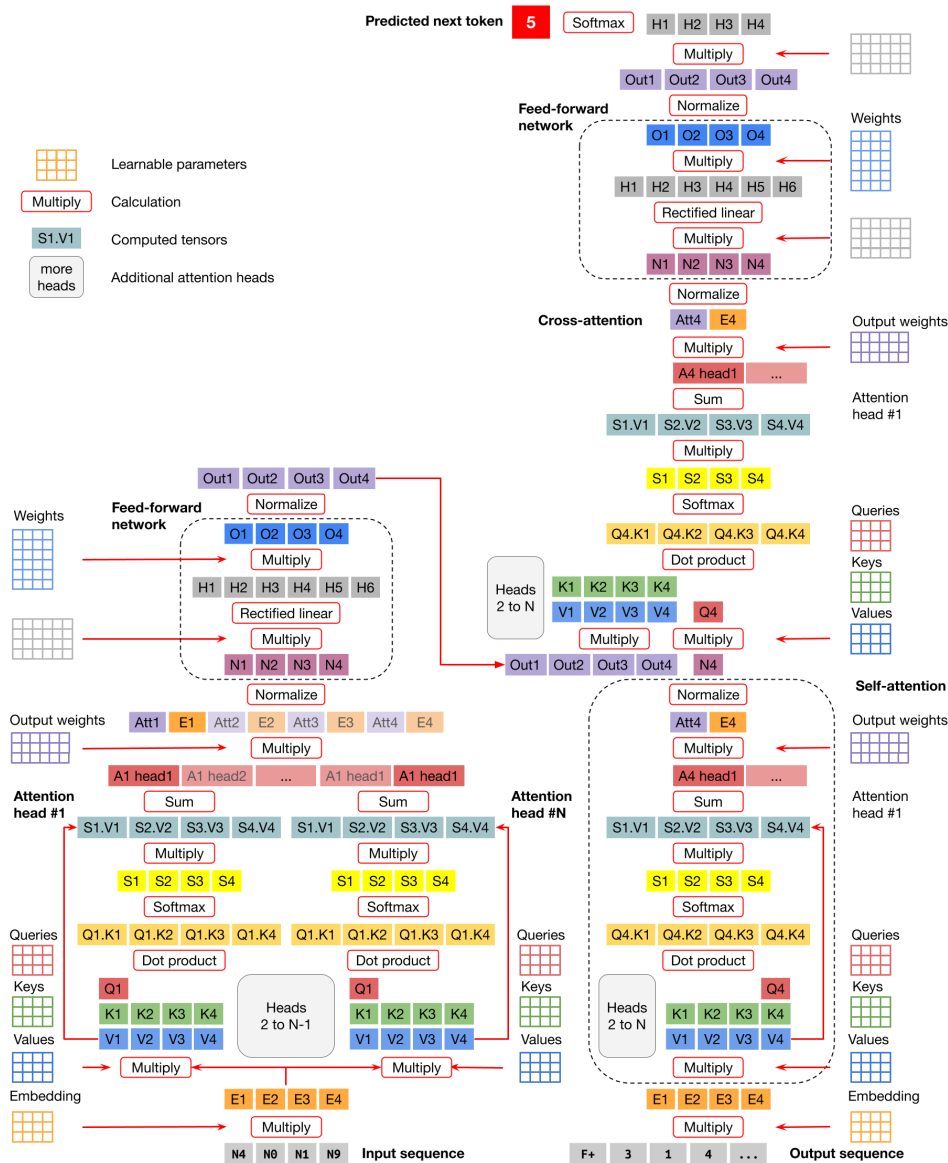 Predicted next token 5 Softmax H1 H2 H3 H4
Multiply
Out1 Out2 Out3 Out4
Normalize
Feed-forward
network
Weights
O1 O2 O3 O4
Multiply
H1 H2 H3 H4 H5 H6
Rectified linear
Multiply
N1 N2 N3 N4
Normalize
Learnable parameters
Multiply Calculation
S1.V1 Computed tensors
more
heads
Additional attention heads
Cross-attention
Att4 E4
Output weights
Multiply
A4 head1 ...
Sum
Attention
head #1
S1.V1 S2.V2 S3.V3 S4.V4
Multiply
S1 S2 S3 S4
Softmax
Q4.K1 Q4.K2 Q4.K3 Q4.K4
Dot product
Queries
Keys
Values
Heads
2 to N
K1 K2 K3 K4
V1 V2 V3 V4 Q4
Multiply Multiply
Out1 Out2 Out3 Out4 N4
Out1 Out2 Out3 Out4
Normalize
Feed-forward
network
Weights
O1 O2 O3 O4
Multiply
H1 H2 H3 H4 H5 H6
Rectified linear
Multiply
N1 N2 N3 N4
Normalize
Output weights
Att1 E1 Att2 E2 Att3 E3 Att4 E4
Multiply
A1 head1 A1 head2 ... A1 head1 A1 head1
Sum Sum
Attention
head #1
Attention
head #N
S1.V1 S2.V2 S3.V3 S4.V4 S1.V1 S2.V2 S3.V3 S4.V4
Multiply Multiply
S1 S2 S3 S4 S1 S2 S3 S4
Softmax Softmax
Q1.K1 Q1.K2 Q1.K3 Q1.K4 Q1.K1 Q1.K2 Q1.K3 Q1.K4
Dot product Dot product
Queries
Keys
Values
Queries
Keys
Values
Q1 Q1
K1 K2 K3 K4 K1 K2 K3 K4
V1 V2 V3 V4 V1 V2 V3 V4
Heads
2 to N-1
Multiply Multiply
Embedding
E1 E2 E3 E4
Multiply
N4 N0 N1 N9 Input sequence
Self-attention
Normalize
Att4 E4
Output weights
Multiply
A4 head1 ...
Sum
Attention
head #1
S1.V1 S2.V2 S3.V3 S4.V4
Multiply
S1 S2 S3 S4
Softmax
Q4.K1 Q4.K2 Q4.K3 Q4.K4
Dot product
Queries
Keys
Values
Heads
2 to N
Q4
K1 K2 K3 K4
V1 V2 V3 V4
Multiply
Embedding
E1 E2 E3 E4
Multiply
F+ 3 1 4 ... Output sequence